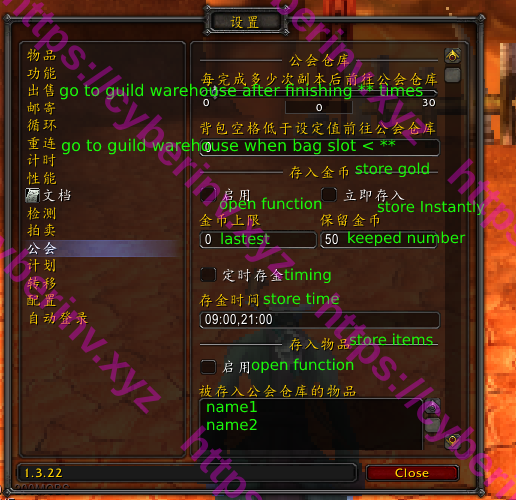 设置
物品
功能
出售
邮寄
循环
重连
计时
性能
文档
检测
拍卖
公会
计划
转移
配置
自动登录
公会仓库
每完成多少次副本后前往公会仓库
go to guild warehouse after finishing ** times
0
0
30
背包空格低于设定值前往公会仓库
go to guild warehouse when bag slot < **
0
存入金币
store gold
启用
open function
立即存入
store Instantly
金币上限
保留金币
0
lastest
50
keeped number
定时存金
timing
存金时间
store time
09:00,21:00
存入物品
store items
启用
open function
被存入公会仓库的物品
name1
name2
1.3.22
Close
https://cyberiv.xyz